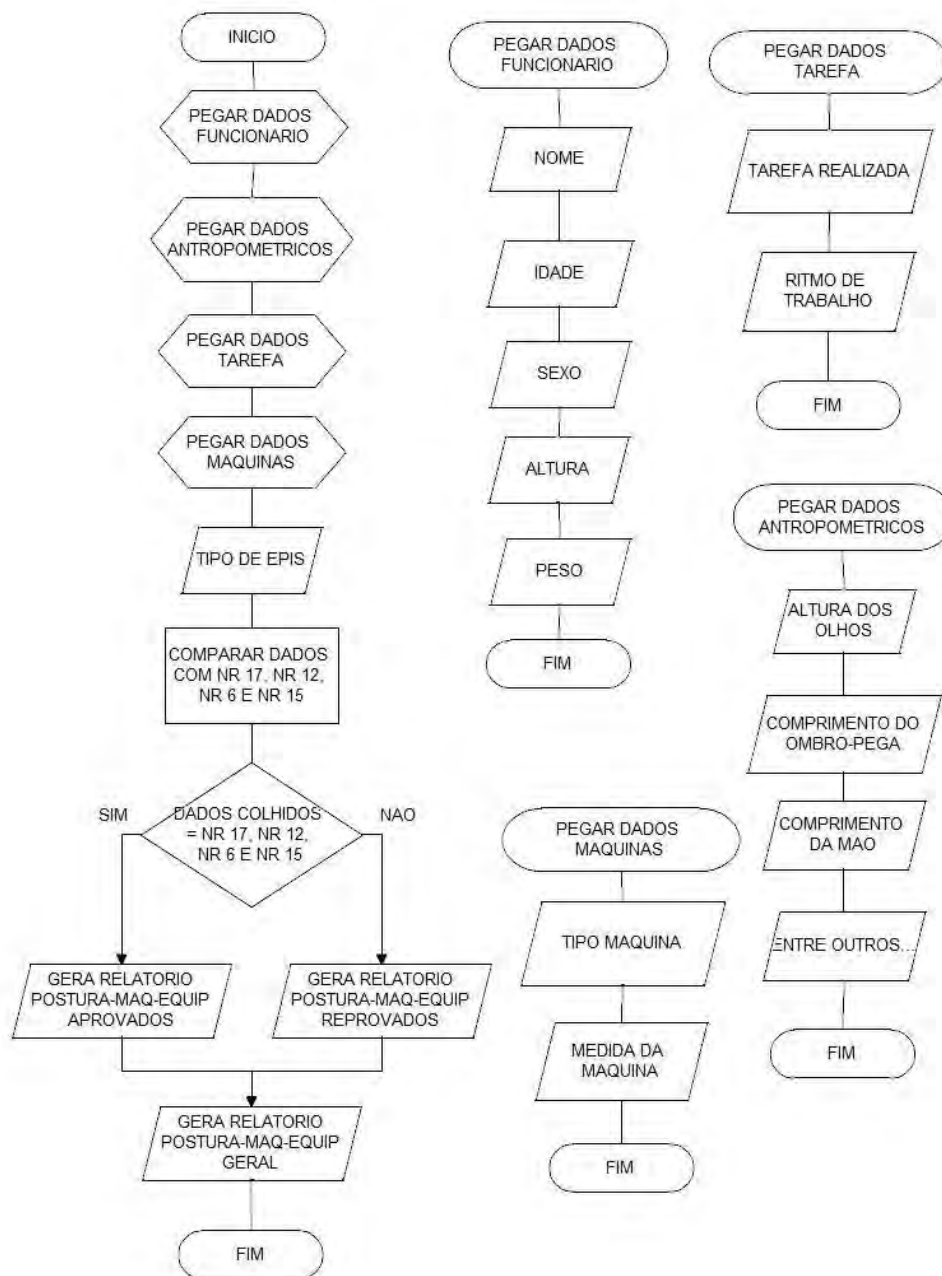 INICIO
PEGAR DADOS
FUNCIONÁRIO
PEGAR DADOS
ANTROPOMÉTRICOS
PEGAR DADOS
TAREFA
PEGAR DADOS
MAQUINAS
TIPO DE EPIS
COMPARAR DADOS
COM NR 17, NR 12,
NR 6 E NR 15
SIM
DADOS COLHIDOS
= NR 17, NR 12,
NR 6 E NR 15
NAO
GERA RELATORIO
POSTURA-MAQ-EQUIP
APROVADOS
GERA RELATORIO
POSTURA-MAQ-EQUIP
REPROVADOS
GERA RELATORIO
POSTURA-MAQ-EQUIP
GERAL
FIM
PEGAR DADOS
FUNCIONARIO
NOME
IDADE
SEXO
ALTURA
PESO
FIM
PEGAR DADOS
MAQUINAS
TIPO MAQUINA
MEDIDA DA
MAQUINA
FIM
PEGAR DADOS
TAREFA
TAREFA REALIZADA
RITMO DE
TRABALHO
FIM
PEGAR DADOS
ANTROPOMETRICOS
ALTURA DOS
OLHOS
COMPRIMENTO DO
OMBRO-PEGA
COMPRIMENTO
DA MAO
ENTRE OUTROS...
FIM